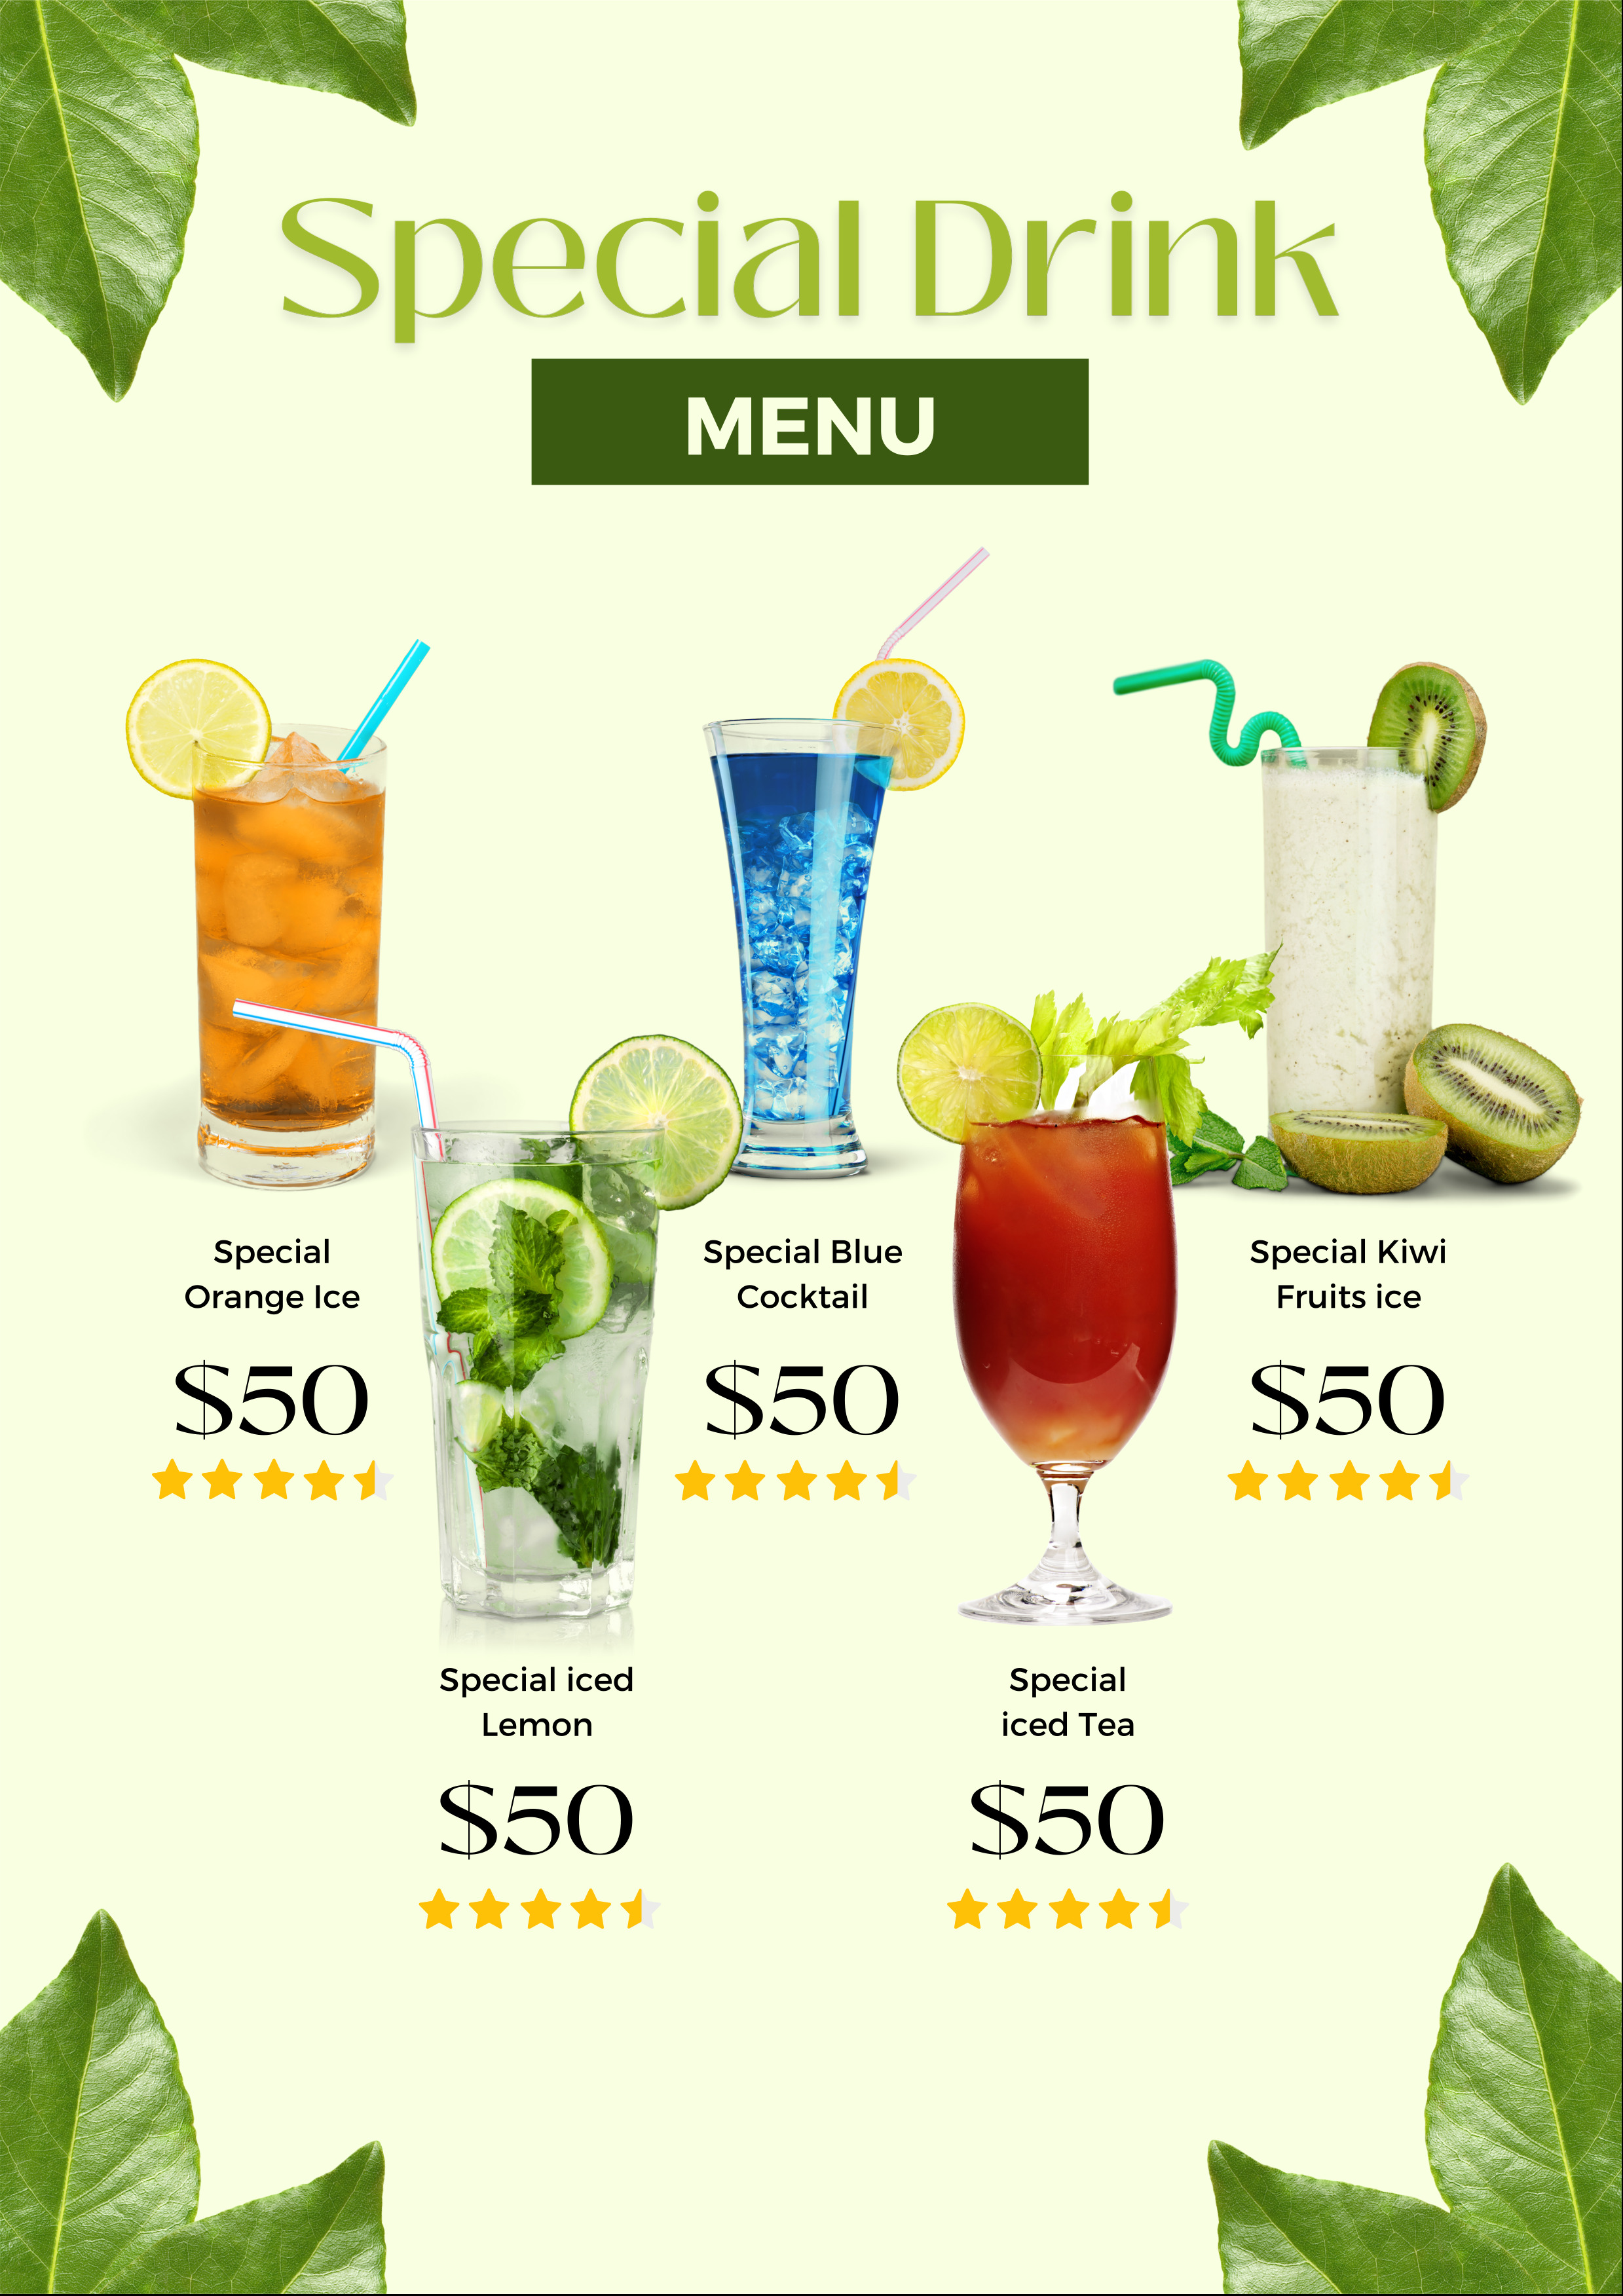 Special Drink
MENU
Special
Orange Ice
$50
Special Blue
Cocktail
$50
Special Kiwi
Fruits ice
$50
Special iced
Lemon
$50
Special
iced Tea
$50